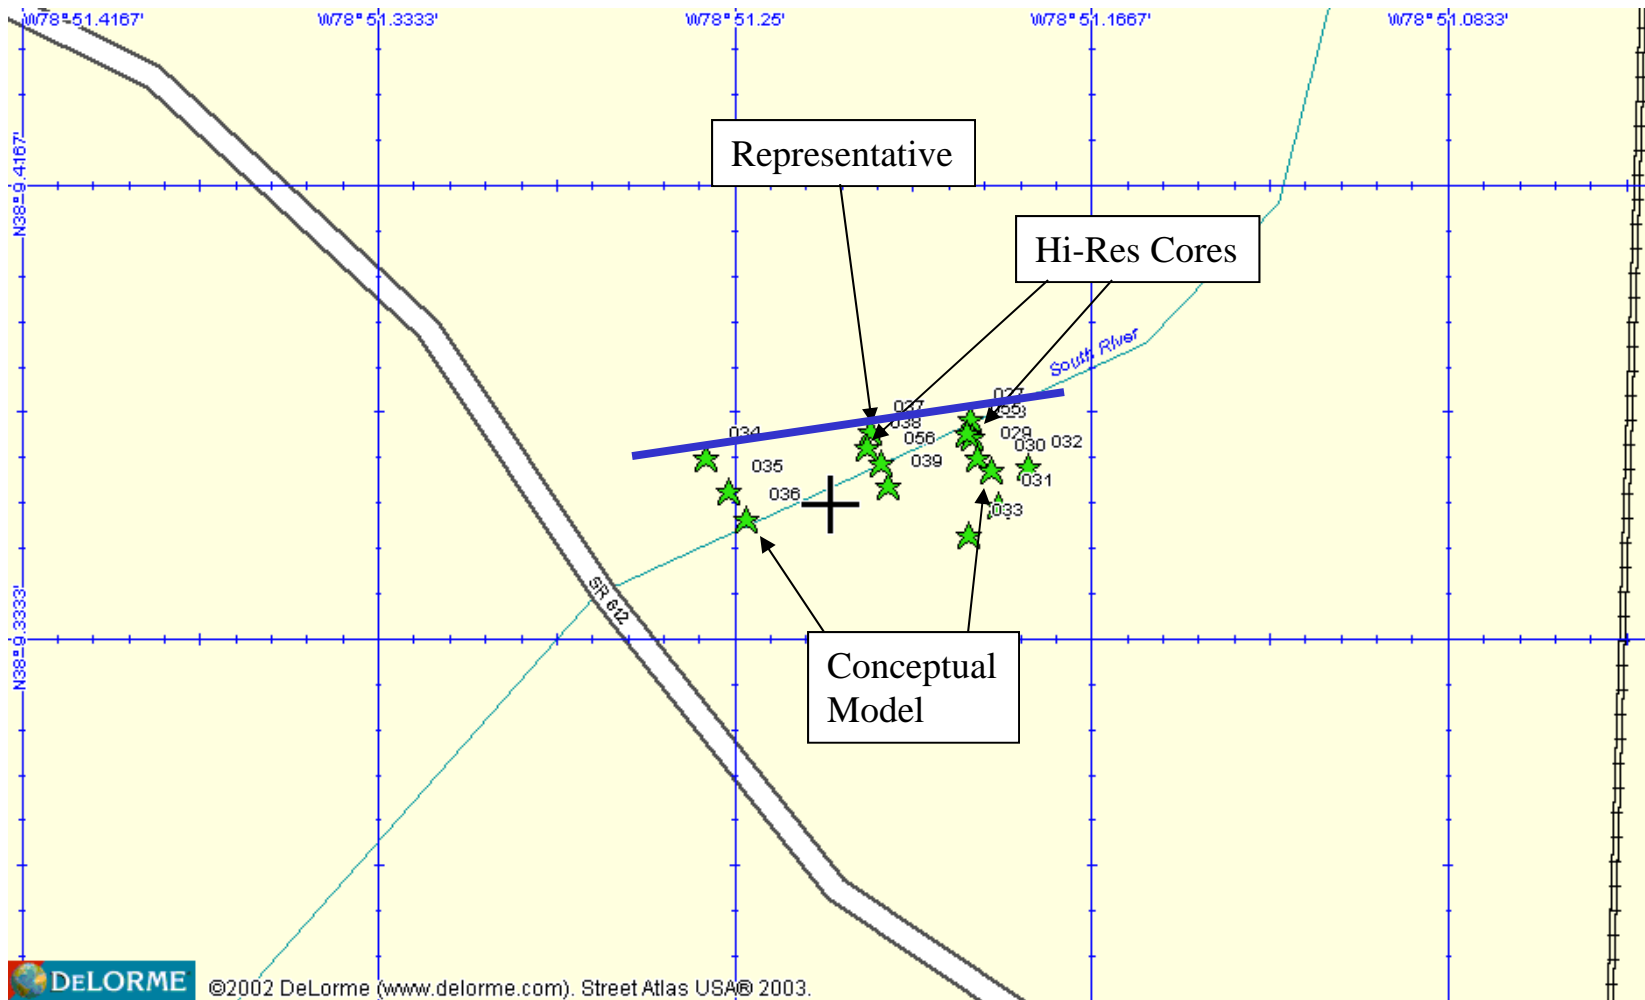 W78° 51.4167'
W78° 51.3333'
W78° 51.25'
W78° 51.1667'
W78° 51.0833'
N38° 9.4167'
Representative
Hi-Res Cores
South River
027
037
038
028
034
029
056
032
030
039
035
031
036
033
SR 612
N38° 9.3333'
Conceptual
Model
DELORME
©2002 DeLorme (www.delorme.com). Street Atlas USA® 2003.